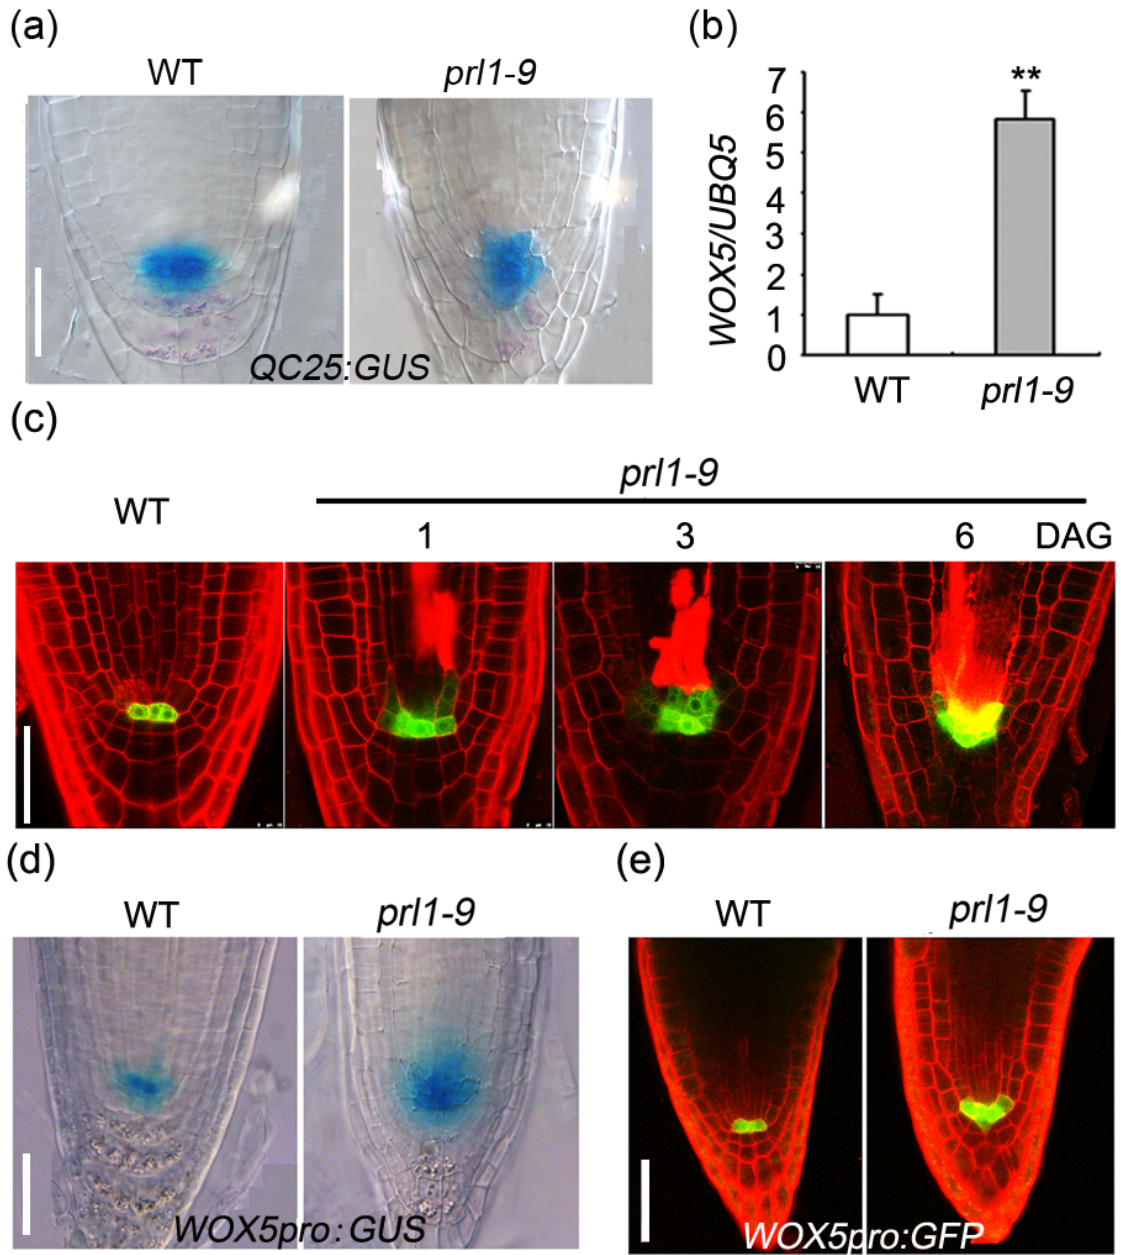 (a)
WT
prl1-9
QC25:GUS
(b)
WOX5/UBQ5
7
6
5
4
3
2
1
0
**
WT
prl1-9
(c)
prl1-9
WT
1
3
6
DAG
(d)
WT
prl1-9
WOX5pro:GUS
(e)
WT
prl1-9
WOX5pro:GFP